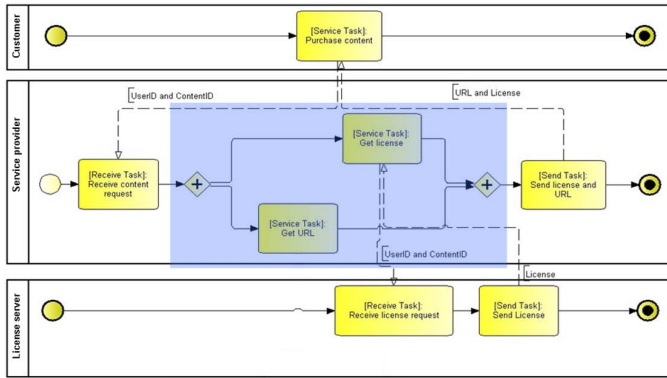 Customer
[Service Task]:
Purchase content
UserID and ContentID
URL and License
Service provider
[Receive Task]:
Receive content
request
[Service Task]:
Get license
[Service Task]:
Get URL
[Send Task]:
Send license and
URL
UserID and ContentID
License
License server
[Receive Task]:
Receive license request
[Send Task]:
Send License